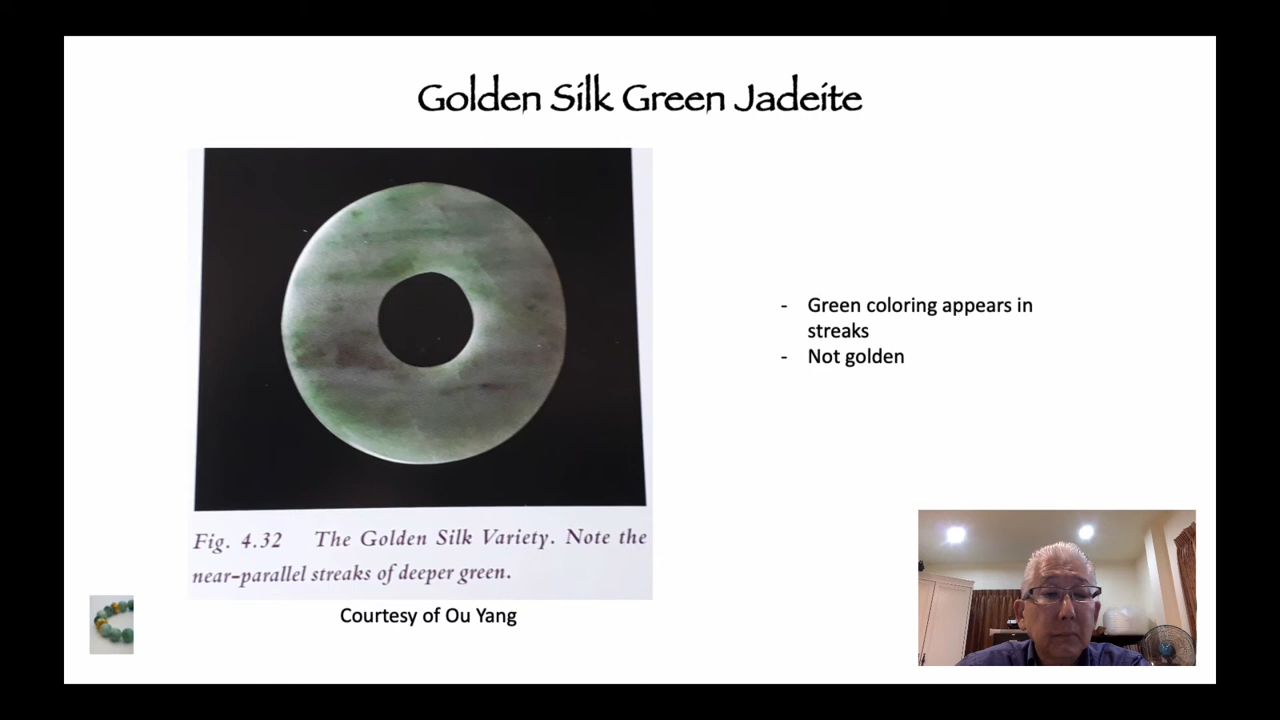 Golden Silk Green Jadeite
Fig. 4.32 The Golden Silk Variety. Note the
near-parallel streaks of deeper green.
Courtesy of Ou Yang
- Green coloring appears in
streaks
- Not golden